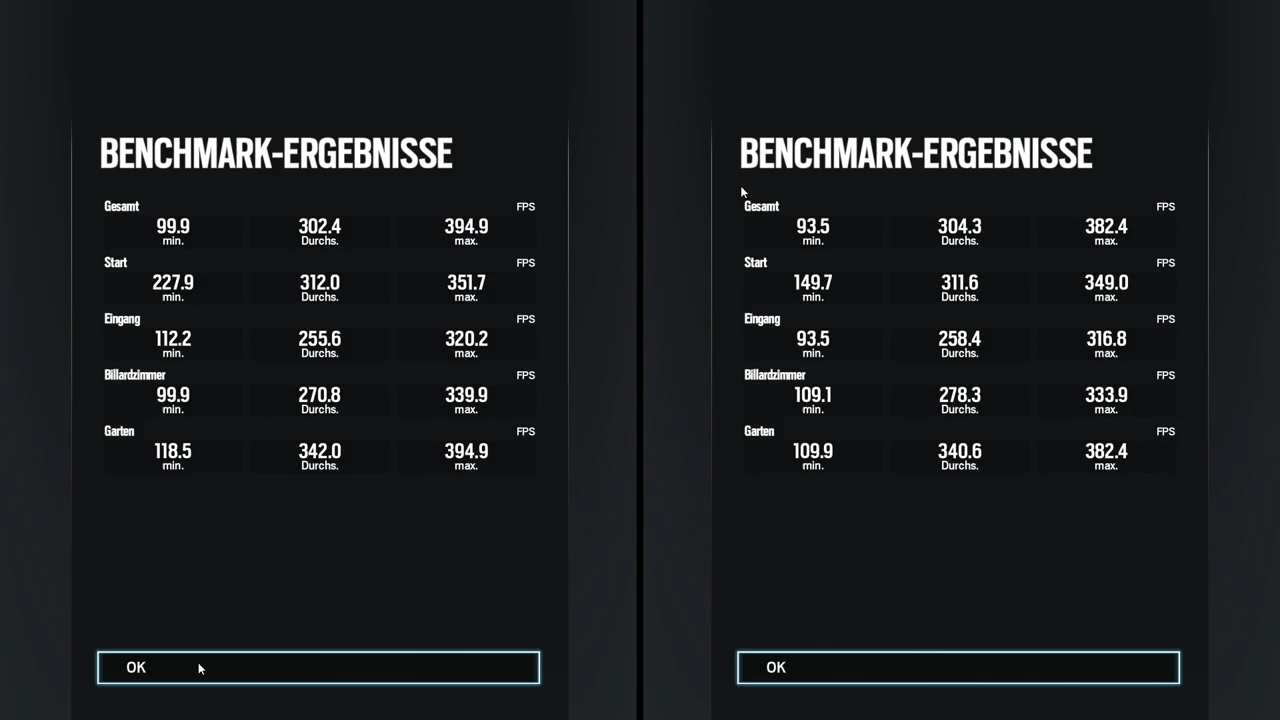 BENCHMARK-ERGEBNISSE
Gesamt FPS
99.9 302.4 394.9
min. Durchs. max.
Start FPS
227.9 312.0 351.7
min. Durchs. max.
Eingang FPS
112.2 255.6 320.2
min. Durchs. max.
Billardzimmer FPS
99.9 270.8 339.9
min. Durchs. max.
Garten FPS
118.5 342.0 394.9
min. Durchs. max.
OK
BENCHMARK-ERGEBNISSE
Gesamt FPS
93.5 304.3 382.4
min. Durchs. max.
Start FPS
149.7 311.6 349.0
min. Durchs. max.
Eingang FPS
93.5 258.4 316.8
min. Durchs. max.
Billardzimmer FPS
109.1 278.3 333.9
min. Durchs. max.
Garten FPS
109.9 340.6 382.4
min. Durchs. max.
OK